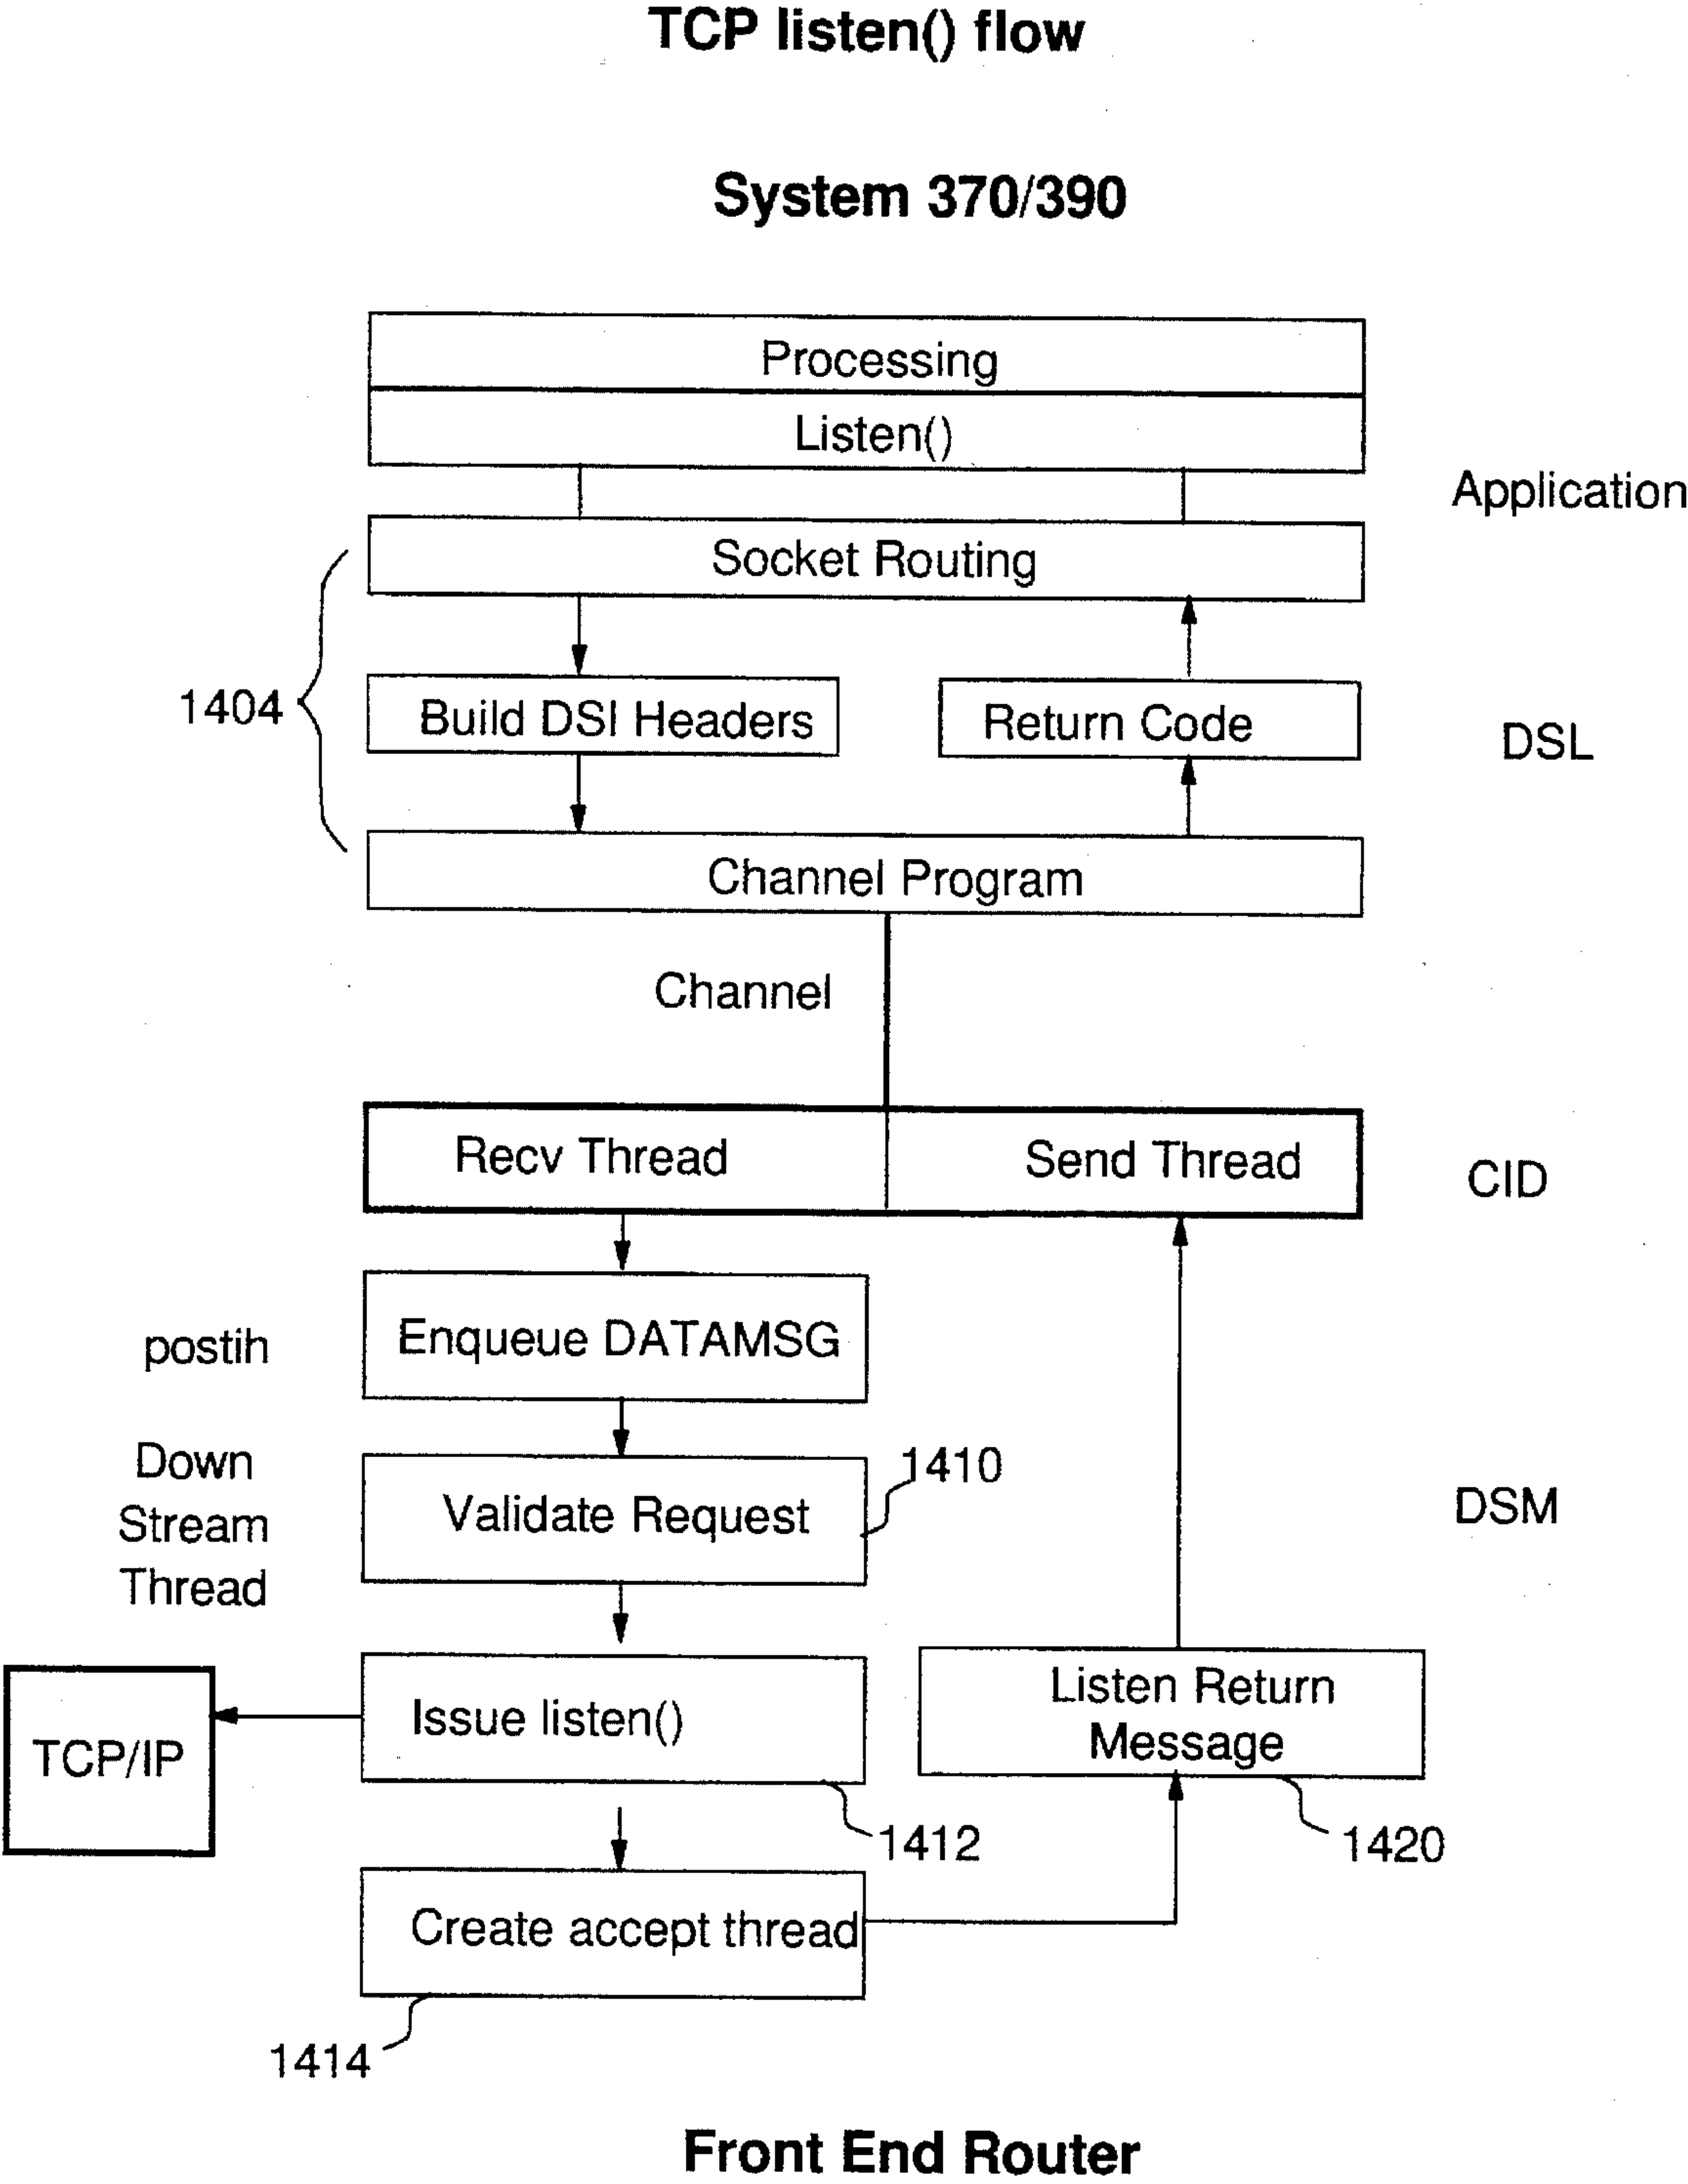 TCP listen() flow
System 370/390
Processing
Listen()
Application
Socket Routing
1404
Build DSI Headers
Return Code
DSL
Channel Program
Channel
Recv Thread
Send Thread
CID
postih
Enqueue DATAMSG
Down
Stream
Thread
Validate Request
1410
DSM
TCP/IP
Issue listen()
1412
Listen Return
Message
1420
Create accept thread
1414
Front End Router